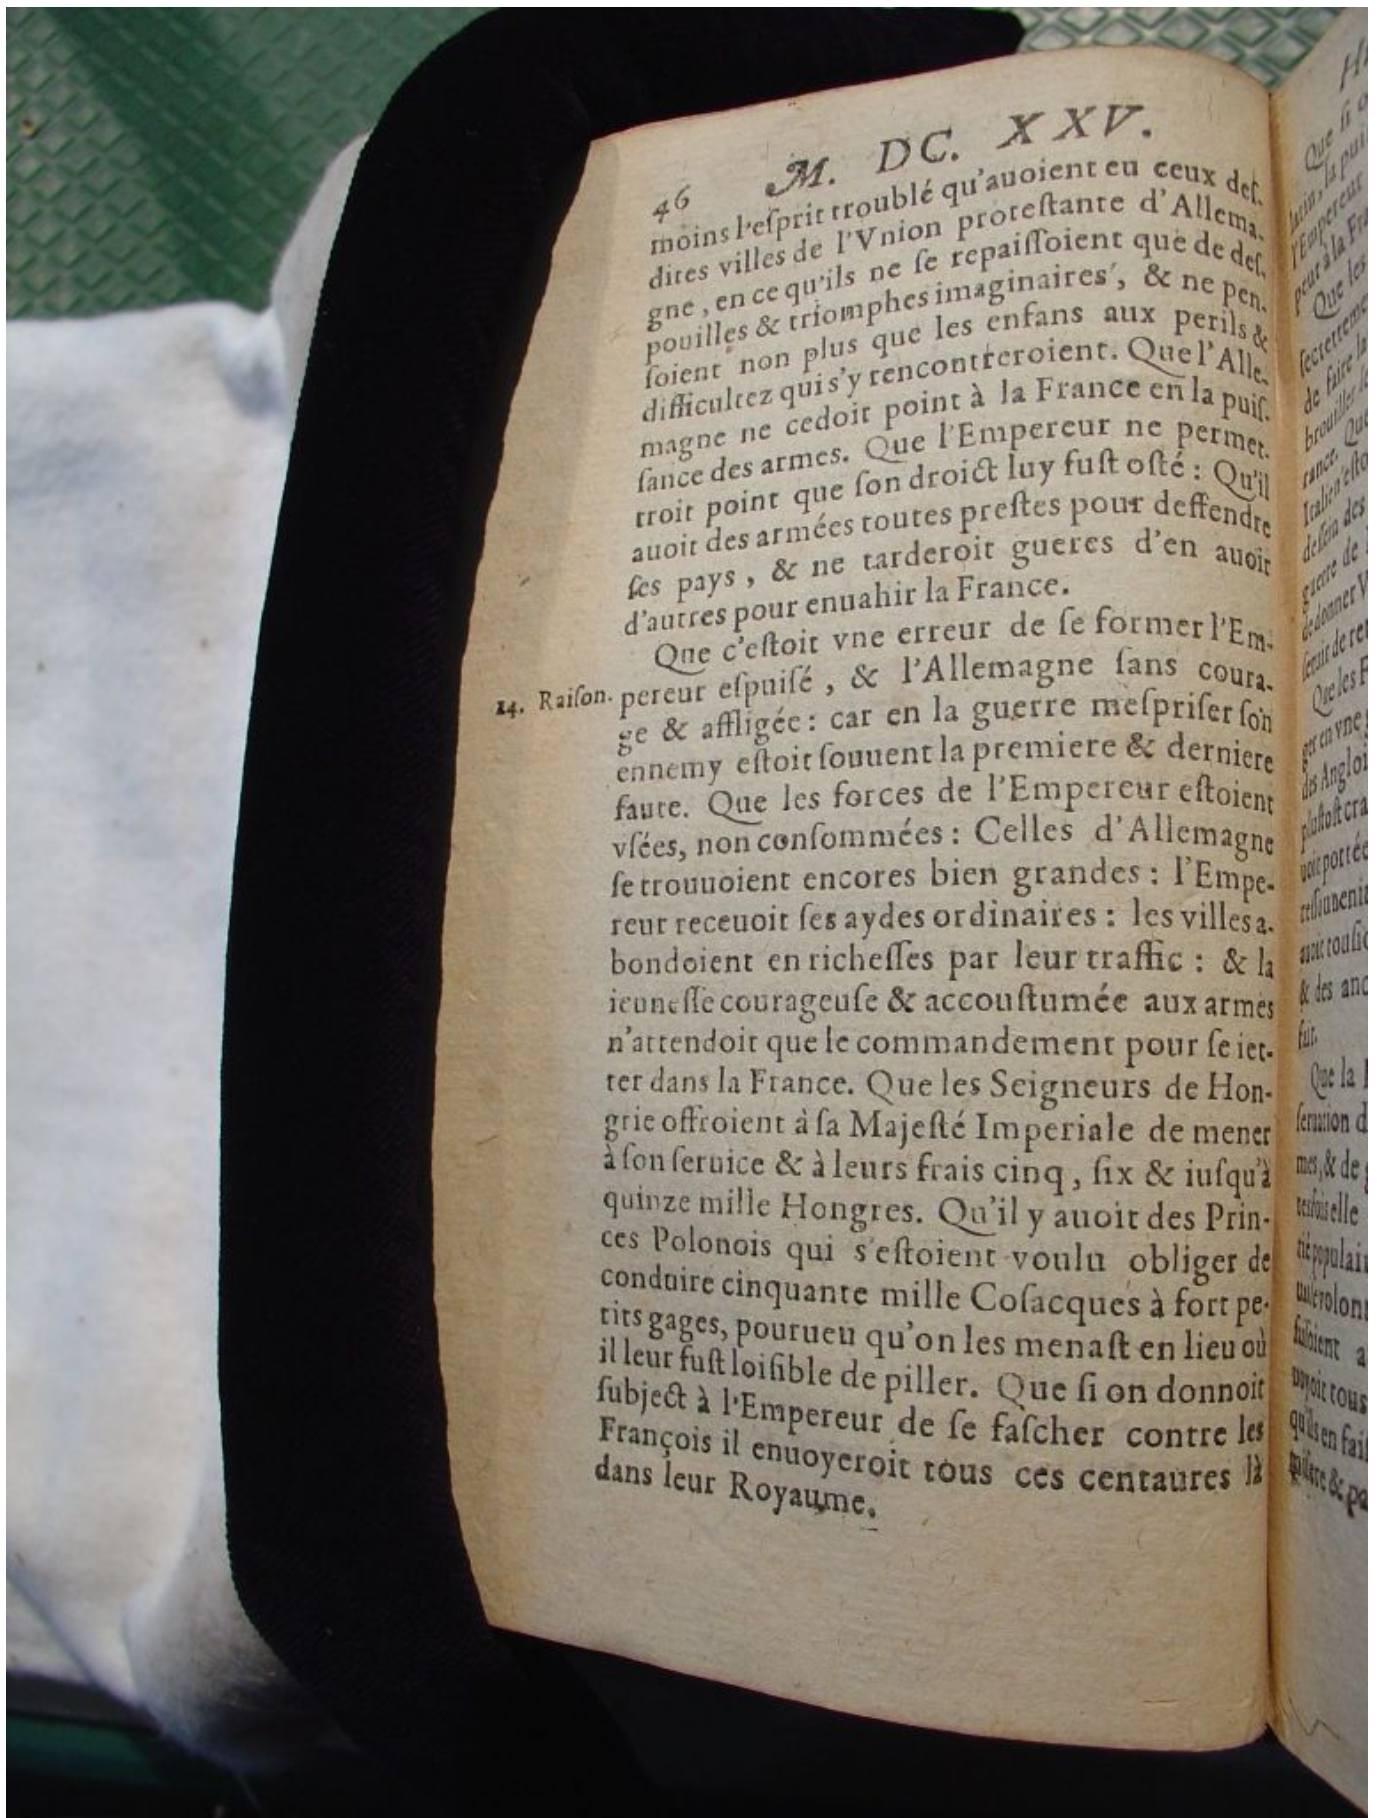 46 M. DC. XXV.
moins l'eſprit troublé qu'auoient eu ceux deſ-
dites villes de l'Vnion proteſtante d'Allema-
gne, en ce qu'ils ne ſe repaiſſoient que de deſ-
pouilles & triomphes imaginaires, & ne pen-
ſoient non plus que les enfans aux perils &
difficultez qui s'y rencontreroient. Que l'Alle-
magne ne cedoit point à la France en la puiſ-
ſance des armes. Que l'Empereur ne permet-
troit point que ſon droict luy fuſt oſté : Qu'il
auoit des armées toutes preſtes pour deffendre
ſes pays, & ne tarderoit gueres d'en auoir
d'autres pour enuahir la France.
Que c'eſtoit vne erreur de ſe former l'Em-
24. Raiſon. pereur eſpuiſé, & l'Allemagne ſans coura-
ge & affligée : car en la guerre meſpriſer ſon
ennemy eſtoit ſouuent la premiere & derniere
faute. Que les forces de l'Empereur eſtoient
vſées, non conſommées : Celles d'Allemagne
ſe trouuoient encores bien grandes : l'Empe-
reur receuoit ſes aydes ordinaires : les villes a-
bondoient en richeſſes par leur traffic : & la
ieuneſſe courageuſe & accouſtumée aux armes
n'attendoit que le commandement pour ſe iet-
ter dans la France. Que les Seigneurs de Hon-
grie offroient à ſa Majeſté Imperiale de mener
à ſon ſeruice & à leurs frais cinq, ſix & iuſqu'à
quinze mille Hongres. Qu'il y auoit des Prin-
ces Polonois qui s'eſtoient voulu obliger de
conduire cinquante mille Coſacques à fort pe-
tits gages, pourueu qu'on les menaſt en lieu où
il leur fuſt loiſible de piller. Que ſi on donnoit
ſubject à l'Empereur de ſe faſcher contre les
François il enuoyeroit tous ces centaures là
dans leur Royaume.